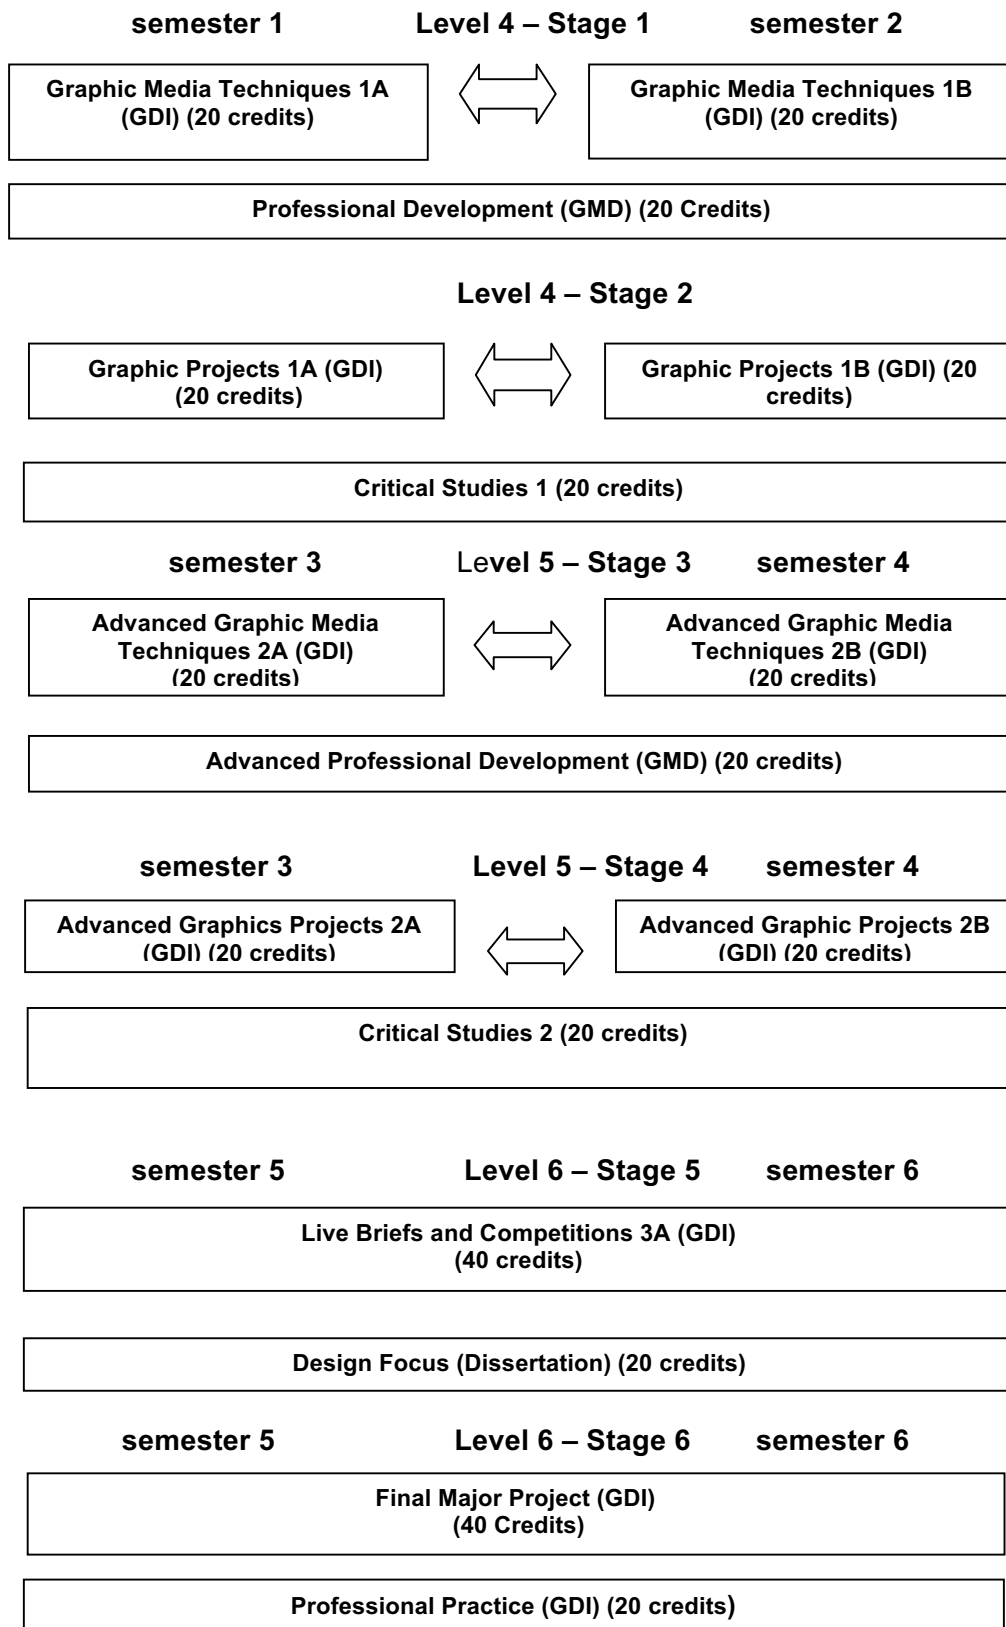 semester 1 Level 4 – Stage 1 semester 2
Graphic Media Techniques 1A
(GDI) (20 credits)
Graphic Media Techniques 1B
(GDI) (20 credits)
Professional Development (GMD) (20 Credits)
Level 4 – Stage 2
Graphic Projects 1A (GDI)
(20 credits)
Graphic Projects 1B (GDI) (20
credits)
Critical Studies 1 (20 credits)
semester 3 Level 5 – Stage 3 semester 4
Advanced Graphic Media
Techniques 2A (GDI)
(20 credits)
Advanced Graphic Media
Techniques 2B (GDI)
(20 credits)
Advanced Professional Development (GMD) (20 credits)
semester 3 Level 5 – Stage 4 semester 4
Advanced Graphics Projects 2A
(GDI) (20 credits)
Advanced Graphic Projects 2B
(GDI) (20 credits)
Critical Studies 2 (20 credits)
semester 5 Level 6 – Stage 5 semester 6
Live Briefs and Competitions 3A (GDI)
(40 credits)
Design Focus (Dissertation) (20 credits)
semester 5 Level 6 – Stage 6 semester 6
Final Major Project (GDI)
(40 Credits)
Professional Practice (GDI) (20 credits)